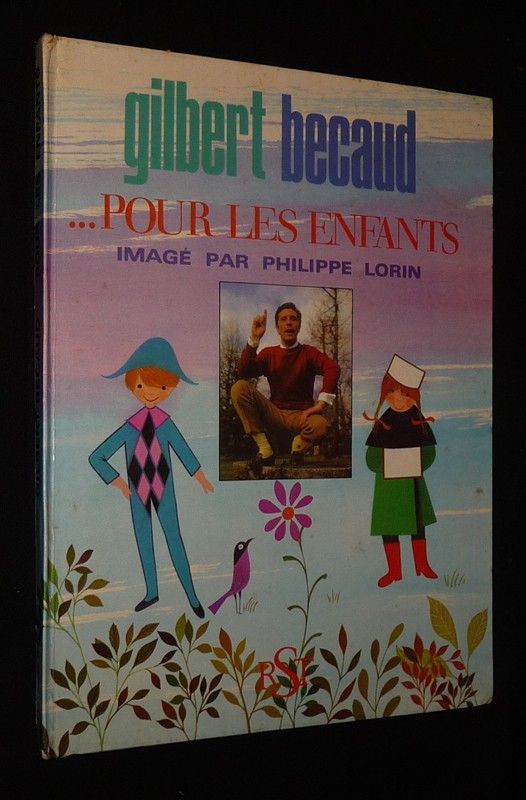 gilbert becaud
...POUR LES ENFANTS
IMAGÉ PAR PHILIPPE LORIN
RST